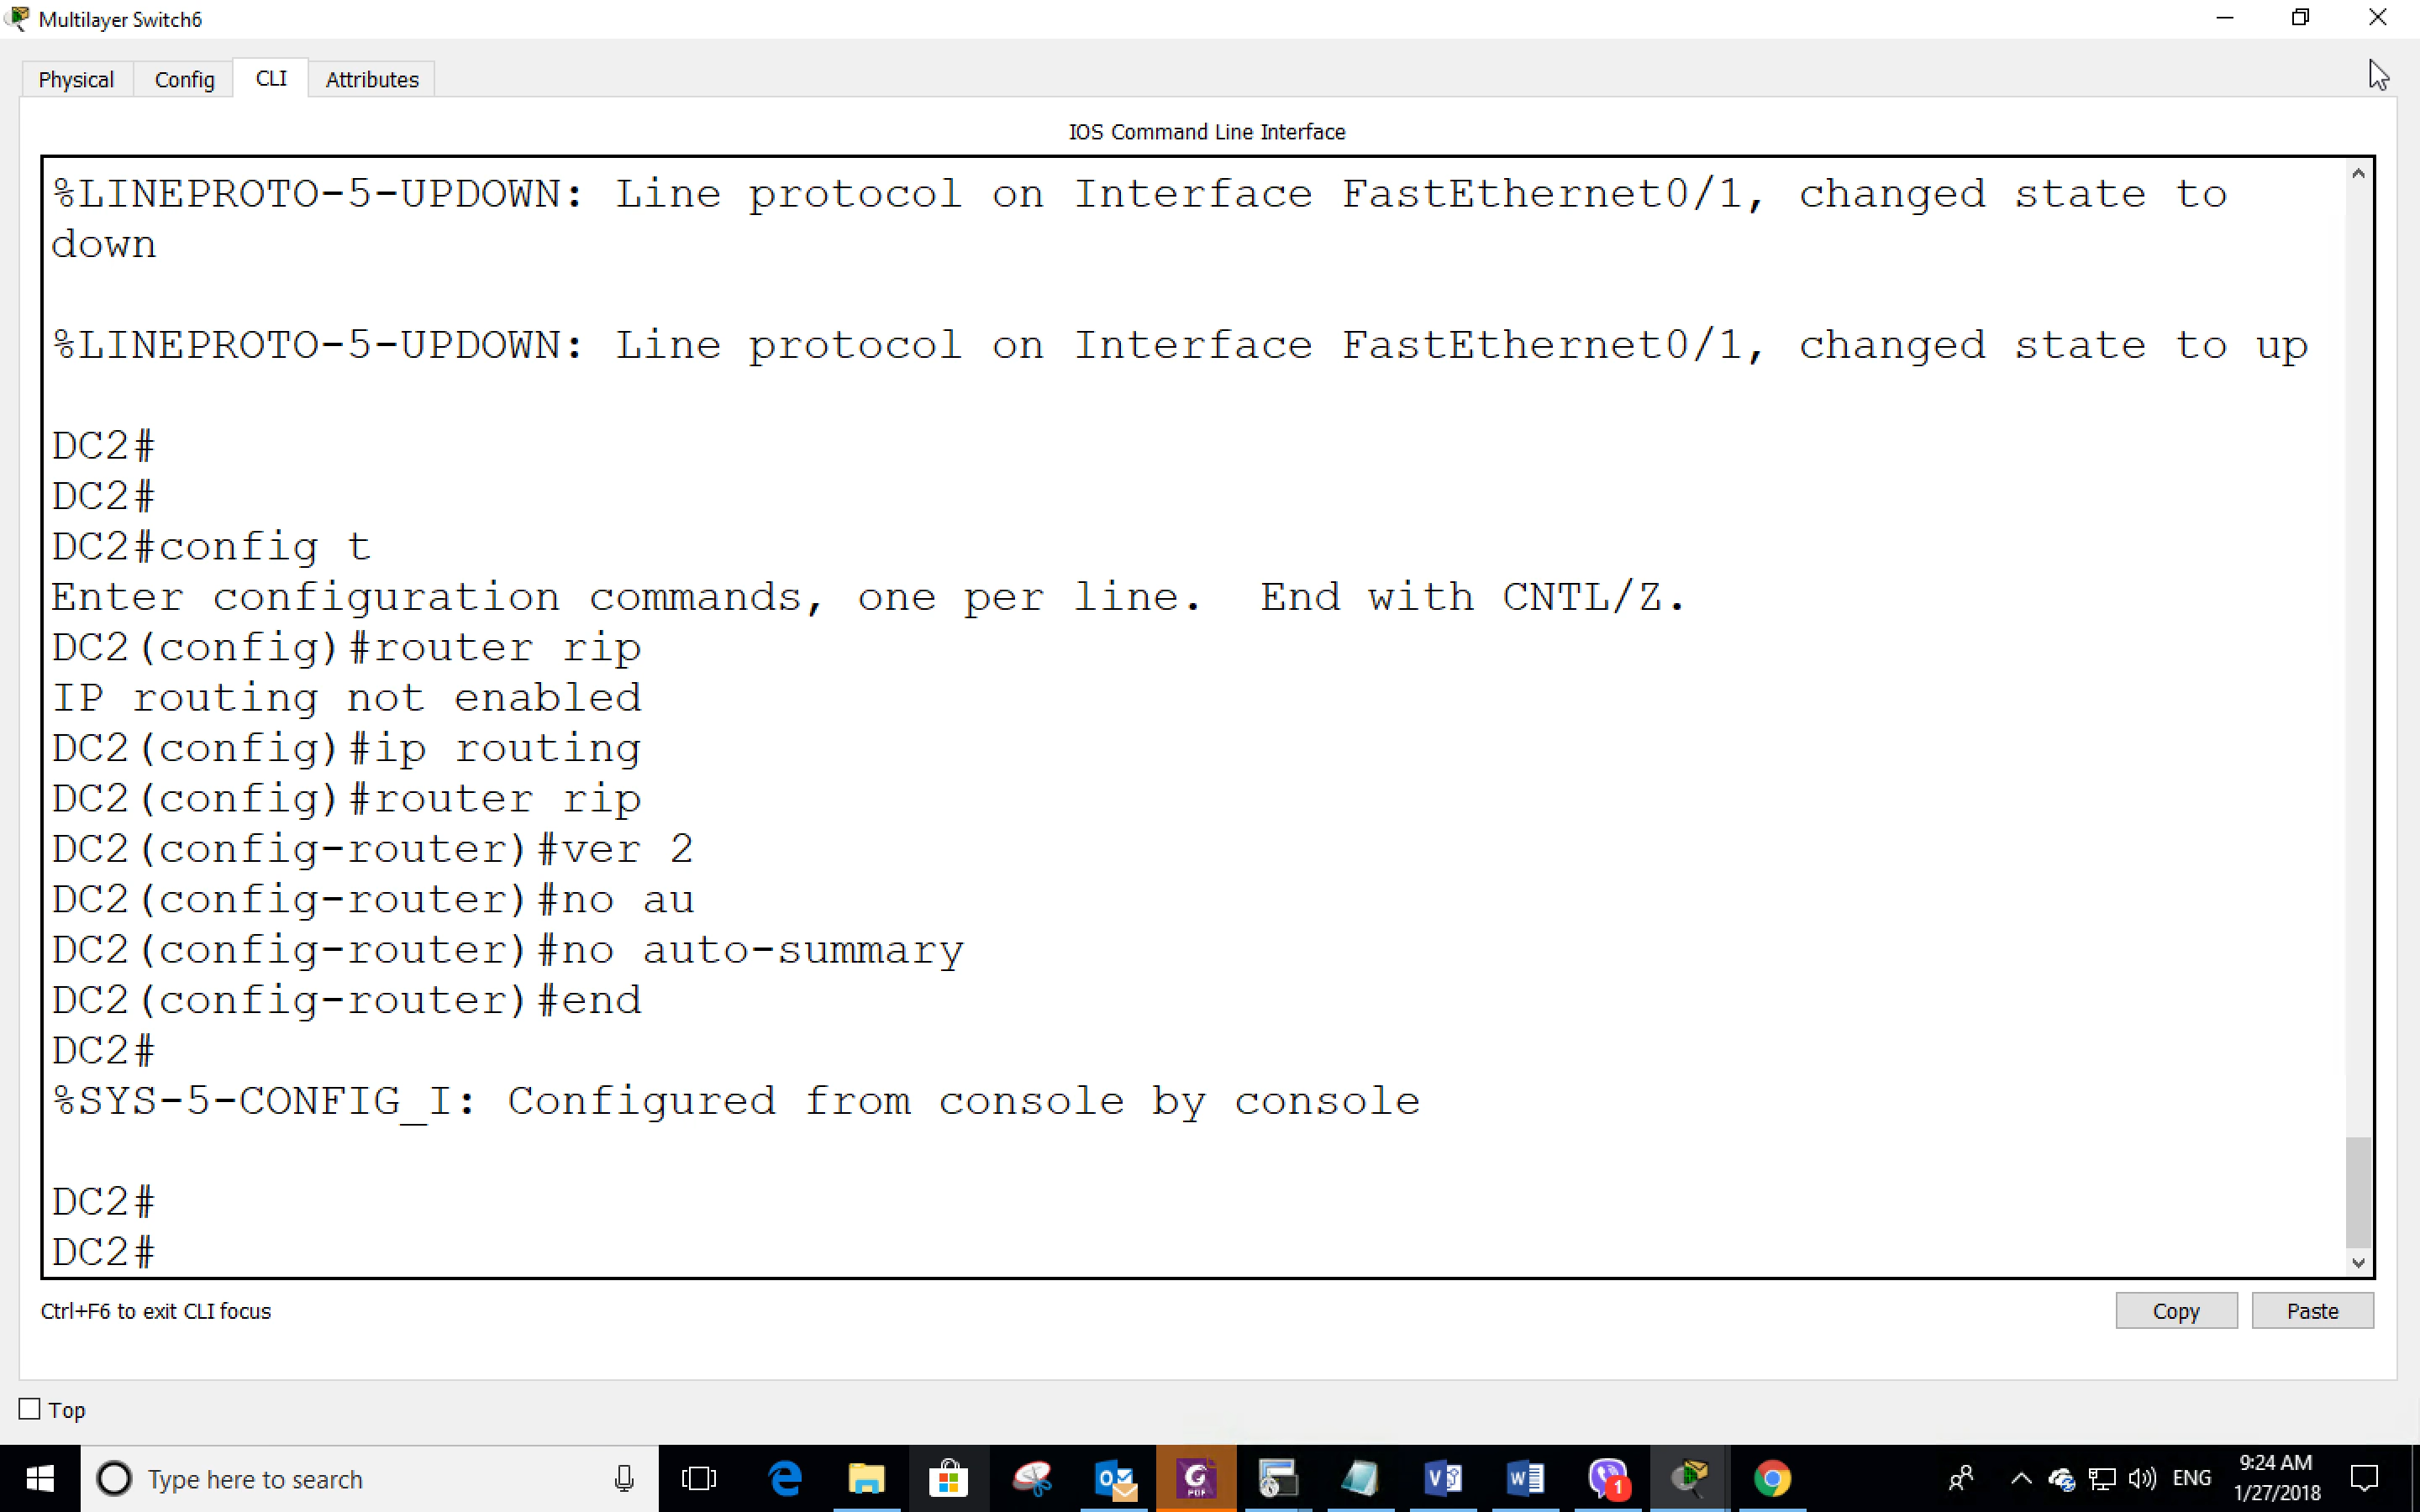 Multilayer Switch6
Physical Config CLI Attributes
IOS Command Line Interface
%LINEPROTO-5-UPDOWN: Line protocol on Interface FastEthernet0/1, changed state to
down
%LINEPROTO-5-UPDOWN: Line protocol on Interface FastEthernet0/1, changed state to up
DC2#
DC2#
DC2#config t
Enter configuration commands, one per line.  End with CNTL/Z.
DC2(config)#router rip
IP routing not enabled
DC2(config)#ip routing
DC2(config)#router rip
DC2(config-router)#ver 2
DC2(config-router)#no au
DC2(config-router)#no auto-summary
DC2(config-router)#end
DC2#
%SYS-5-CONFIG_I: Configured from console by console
DC2#
DC2#
Ctrl+F6 to exit CLI focus
Copy Paste
Top
Type here to search
G
PDF
1
ENG
9:24 AM
1/27/2018